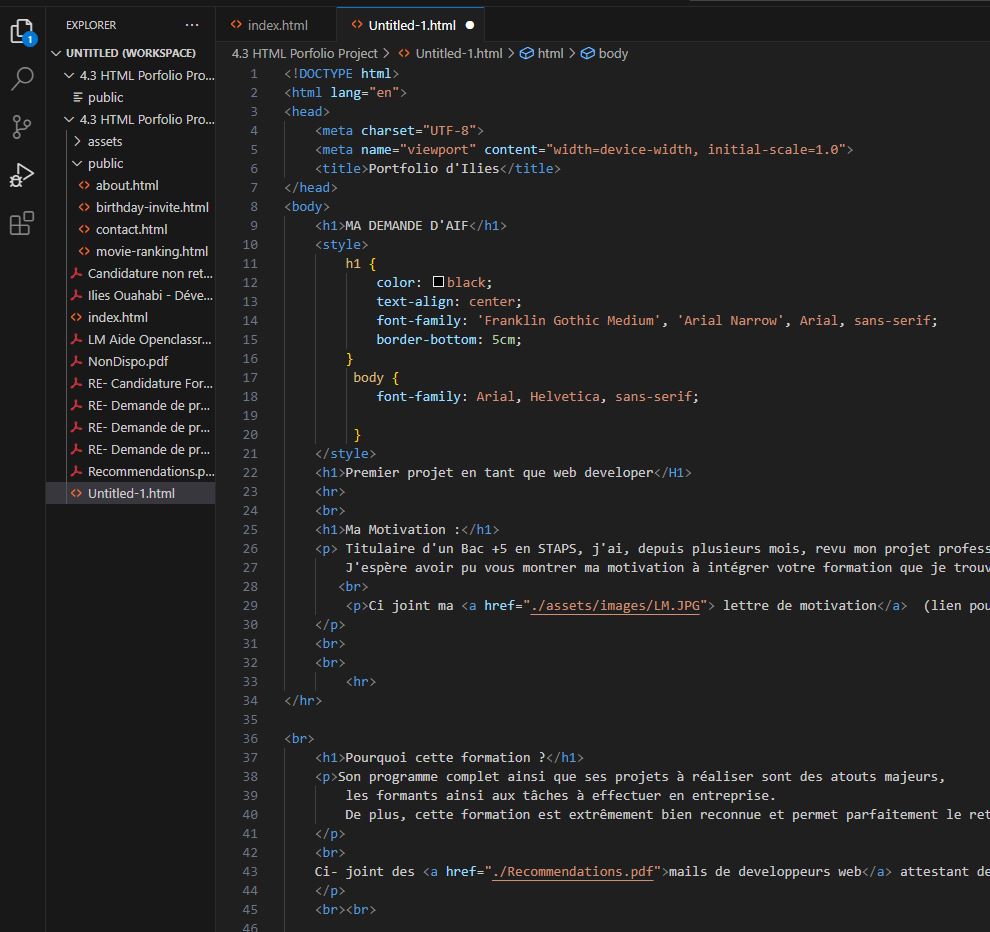 EXPLORER ...
UNTITLED (WORKSPACE)
4.3 HTML Porfolio Pro...
public
4.3 HTML Porfolio Pro...
assets
public
about.html
birthday-invite.html
contact.html
movie-ranking.html
Candidature non ret...
Ilies Ouahabi - Déve...
index.html
LM Aide Openclassr...
NonDispo.pdf
RE- Candidature For...
RE- Demande de pr...
RE- Demande de pr...
RE- Demande de pr...
Recommendations.p...
Untitled-1.html
1
index.html
Untitled-1.html
4.3 HTML Porfolio Project > Untitled-1.html > html > body
1 <!DOCTYPE html>
2 <html lang="en">
3 <head>
4 <meta charset="UTF-8">
5 <meta name="viewport" content="width=device-width, initial-scale=1.0">
6 <title>Portfolio d'Ilies</title>
7 </head>
8 <body>
9 <h1>MA DEMANDE D'AIF</h1>
10 <style>
11 h1 {
12 color: black;
13 text-align: center;
14 font-family: 'Franklin Gothic Medium', 'Arial Narrow', Arial, sans-serif;
15 border-bottom: 5cm;
16 }
17 body {
18 font-family: Arial, Helvetica, sans-serif;
19
20 }
21 </style>
22 <h1>Premier projet en tant que web developer</H1>
23 <hr>
24 <br>
25 <h1>Ma Motivation :</h1>
26 <p> Titulaire d'un Bac +5 en STAPS, j'ai, depuis plusieurs mois, revu mon projet profess
27 J'espère avoir pu vous montrer ma motivation à intégrer votre formation que je trouv
28 <br>
29 <p>Ci joint ma <a href="./assets/images/LM.JPG"> lettre de motivation</a> (lien pou
30 </p>
31 <br>
32 <br>
33 <hr>
34 </hr>
35
36 <br>
37 <h1>Pourquoi cette formation ?</h1>
38 <p>Son programme complet ainsi que ses projets à réaliser sont des atouts majeurs,
39 les formants ainsi aux tâches à effectuer en entreprise.
40 De plus, cette formation est extrêmement bien reconnue et permet parfaitement le ret
41 </p>
42 <br>
43 Ci- joint des <a href="./Recommendations.pdf">mails de developpeurs web</a> attestant de
44 </p>
45 <br><br>
46